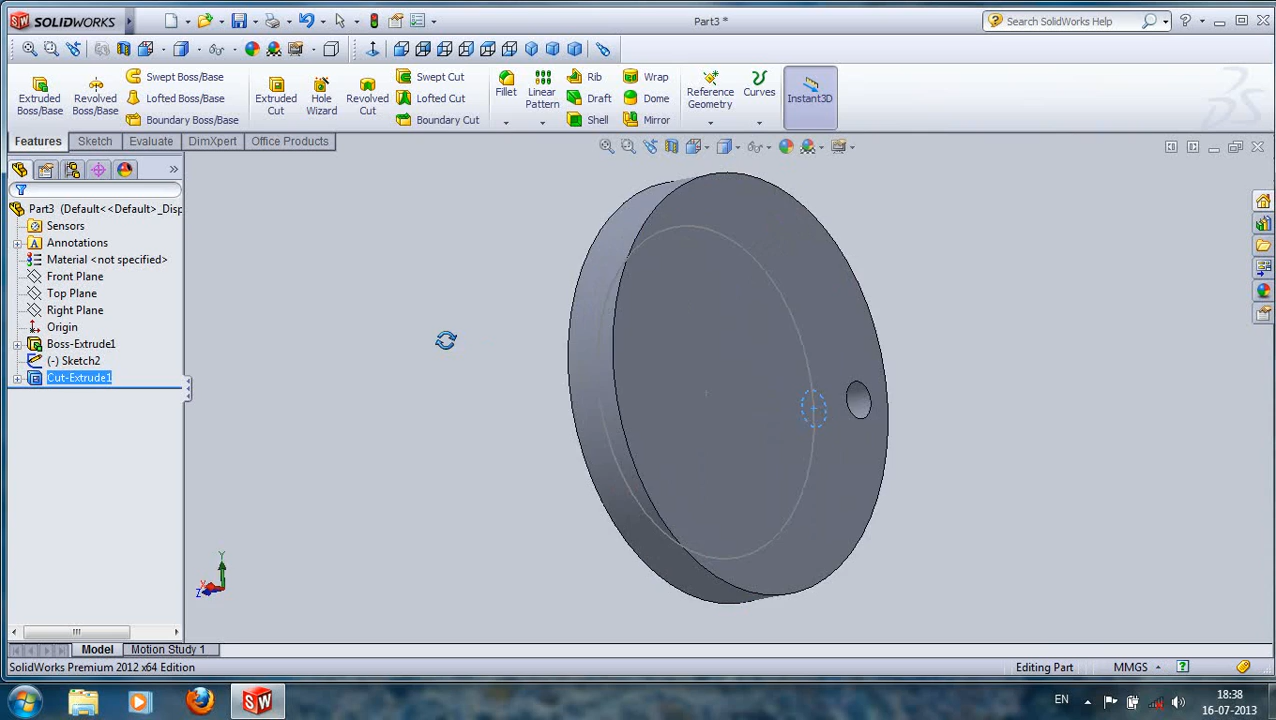 SOLIDWORKS
Part3 *
Search SolidWorks Help
Extruded Boss/Base
Revolved Boss/Base
Swept Boss/Base
Lofted Boss/Base
Boundary Boss/Base
Extruded Cut
Hole Wizard
Revolved Cut
Swept Cut
Lofted Cut
Boundary Cut
Fillet
Linear Pattern
Rib
Draft
Shell
Wrap
Dome
Mirror
Reference Geometry
Curves
Instant3D
Features
Sketch
Evaluate
DimXpert
Office Products
Part3 (Default<<Default>_Disp
Sensors
Annotations
Material <not specified>
Front Plane
Top Plane
Right Plane
Origin
Boss-Extrude1
(-) Sketch2
Cut-Extrude1
Y
X
Z
Model
Motion Study 1
SolidWorks Premium 2012 x64 Edition
Editing Part
MMGS
EN
18:38
16-07-2013